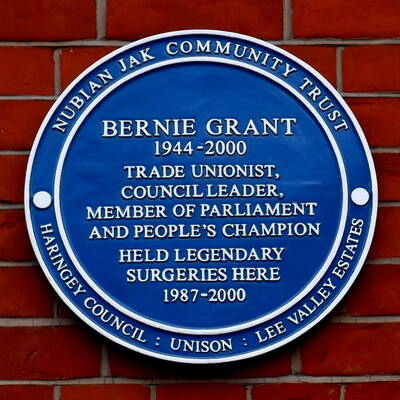 NUBIAN JAK COMMUNITY TRUST
BERNIE GRANT
1944-2000
TRADE UNIONIST,
COUNCIL LEADER,
MEMBER OF PARLIAMENT
AND PEOPLE'S CHAMPION
HELD LEGENDARY
SURGERIES HERE
1987-2000
HARINGEY COUNCIL : UNISON : LEE VALLEY ESTATES